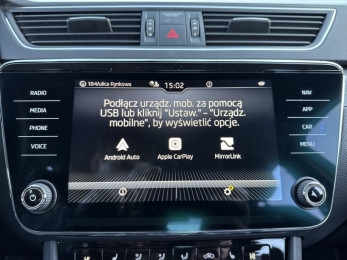 184/ulica Rynkowa
15:02
RADIO
MEDIA
PHONE
VOICE
Podłącz urządz. mob. za pomocą
USB lub kliknij "Ustaw." - "Urządz.
mobilne", by wyświetlić opcje.
Android Auto
Apple CarPlay
MirrorLink
NAV
APP
CAR
MENU